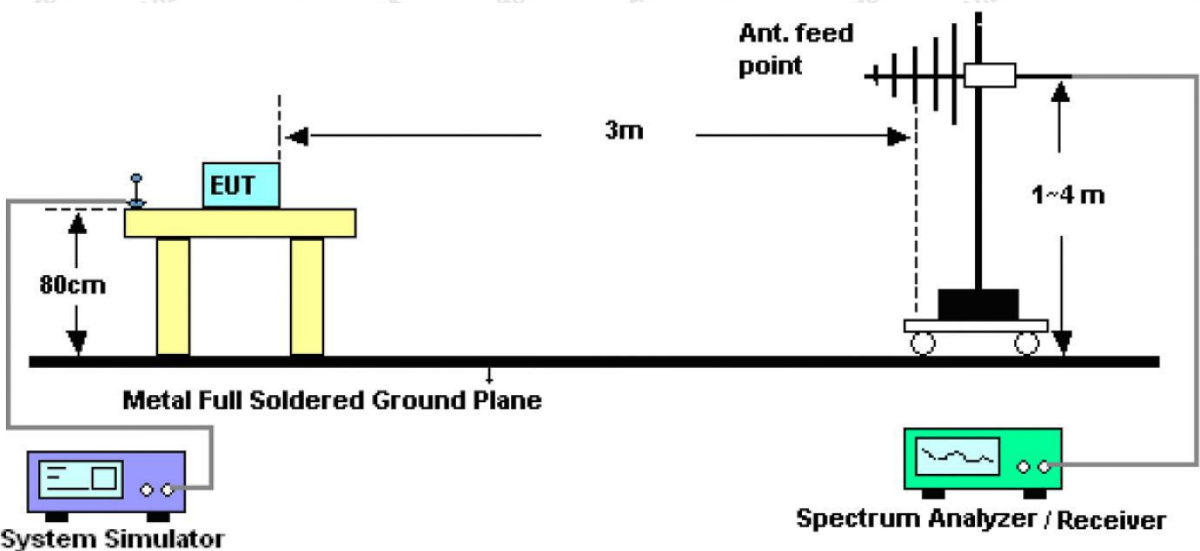 Ant. feed
point
3m
EUT
1~4 m
80cm
Metal Full Soldered Ground Plane
System Simulator
Spectrum Analyzer / Receiver